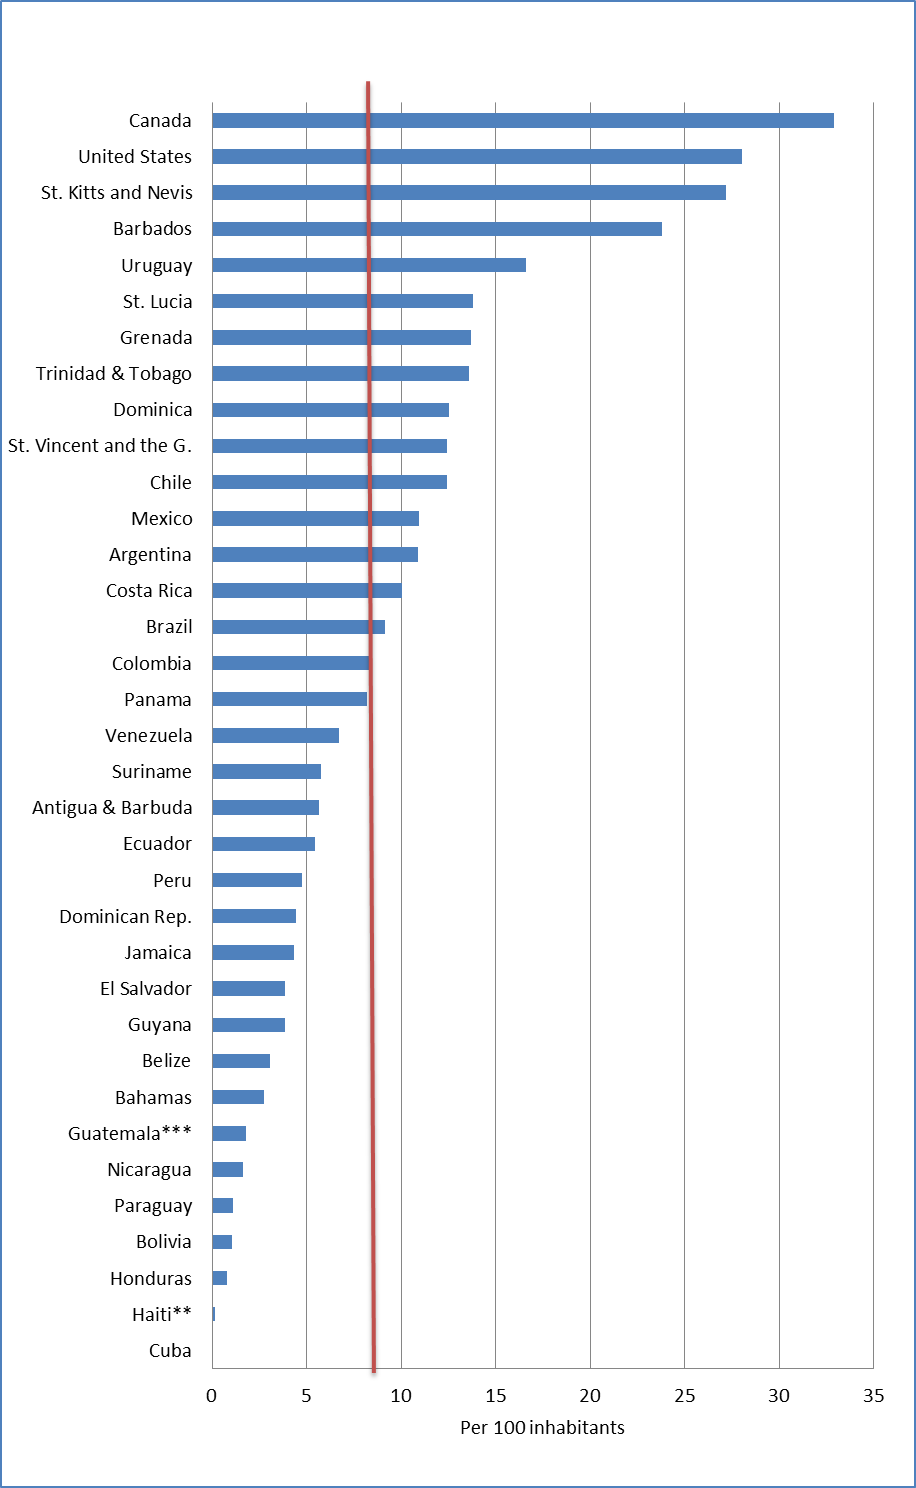 Canada
United States
St. Kitts and Nevis
Barbados
Uruguay
St. Lucia
Grenada
Trinidad & Tobago
Dominica
St. Vincent and the G.
Chile
Mexico
Argentina
Costa Rica
Brazil
Colombia
Panama
Venezuela
Suriname
Antigua & Barbuda
Ecuador
Peru
Dominican Rep.
Jamaica
El Salvador
Guyana
Belize
Bahamas
Guatemala***
Nicaragua
Paraguay
Bolivia
Honduras
Haiti**
Cuba
0 5 10 15 20 25 30 35
Per 100 inhabitants